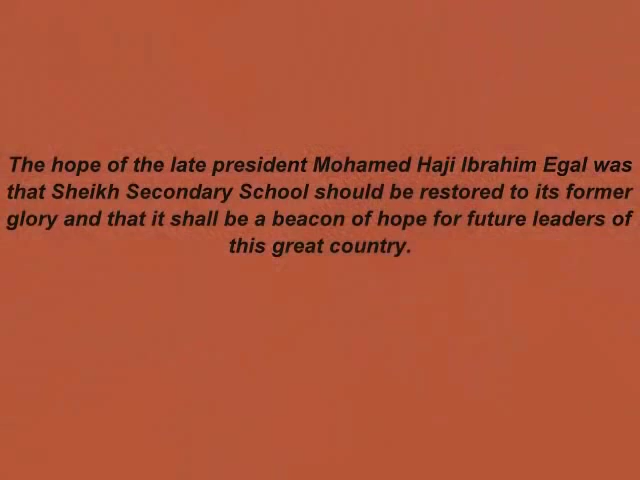 The hope of the late president Mohamed Haji Ibrahim Egal was
that Sheikh Secondary School should be restored to its former
glory and that it shall be a beacon of hope for future leaders of
this great country.